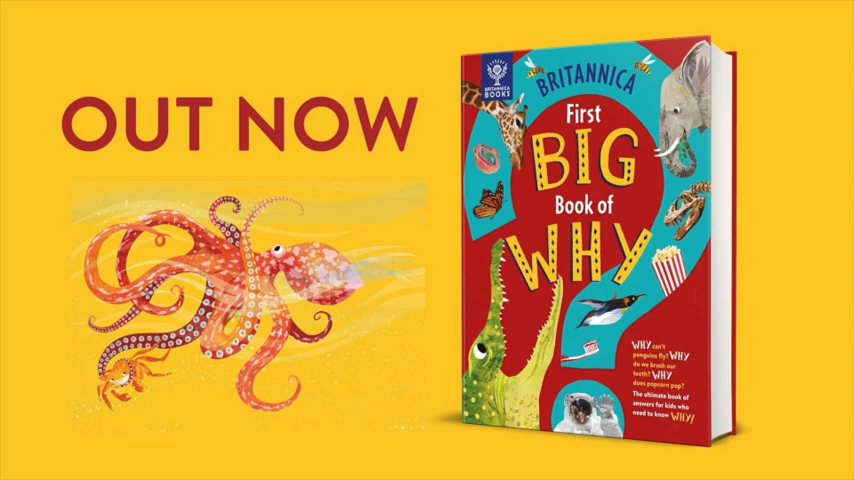 OUT NOW
BRITANNICA
BOOKS
BRITANNICA
First
BIG
Book of
WHY
WHY can't
penguins fly? WHY
do we brush our
teeth? WHY
does popcorn pop?
The ultimate book of
answers for kids who
need to know WHY!